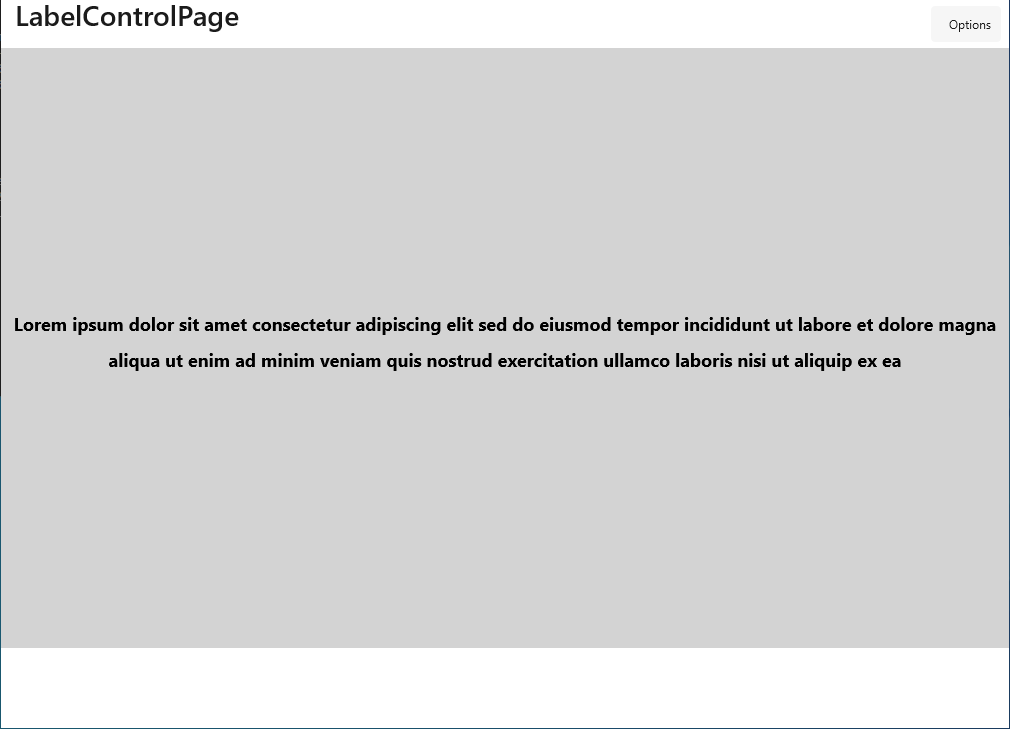 LabelControlPage
Options
Lorem ipsum dolor sit amet consectetur adipiscing elit sed do eiusmod tempor incididunt ut labore et dolore magna
aliqua ut enim ad minim veniam quis nostrud exercitation ullamco laboris nisi ut aliquip ex ea